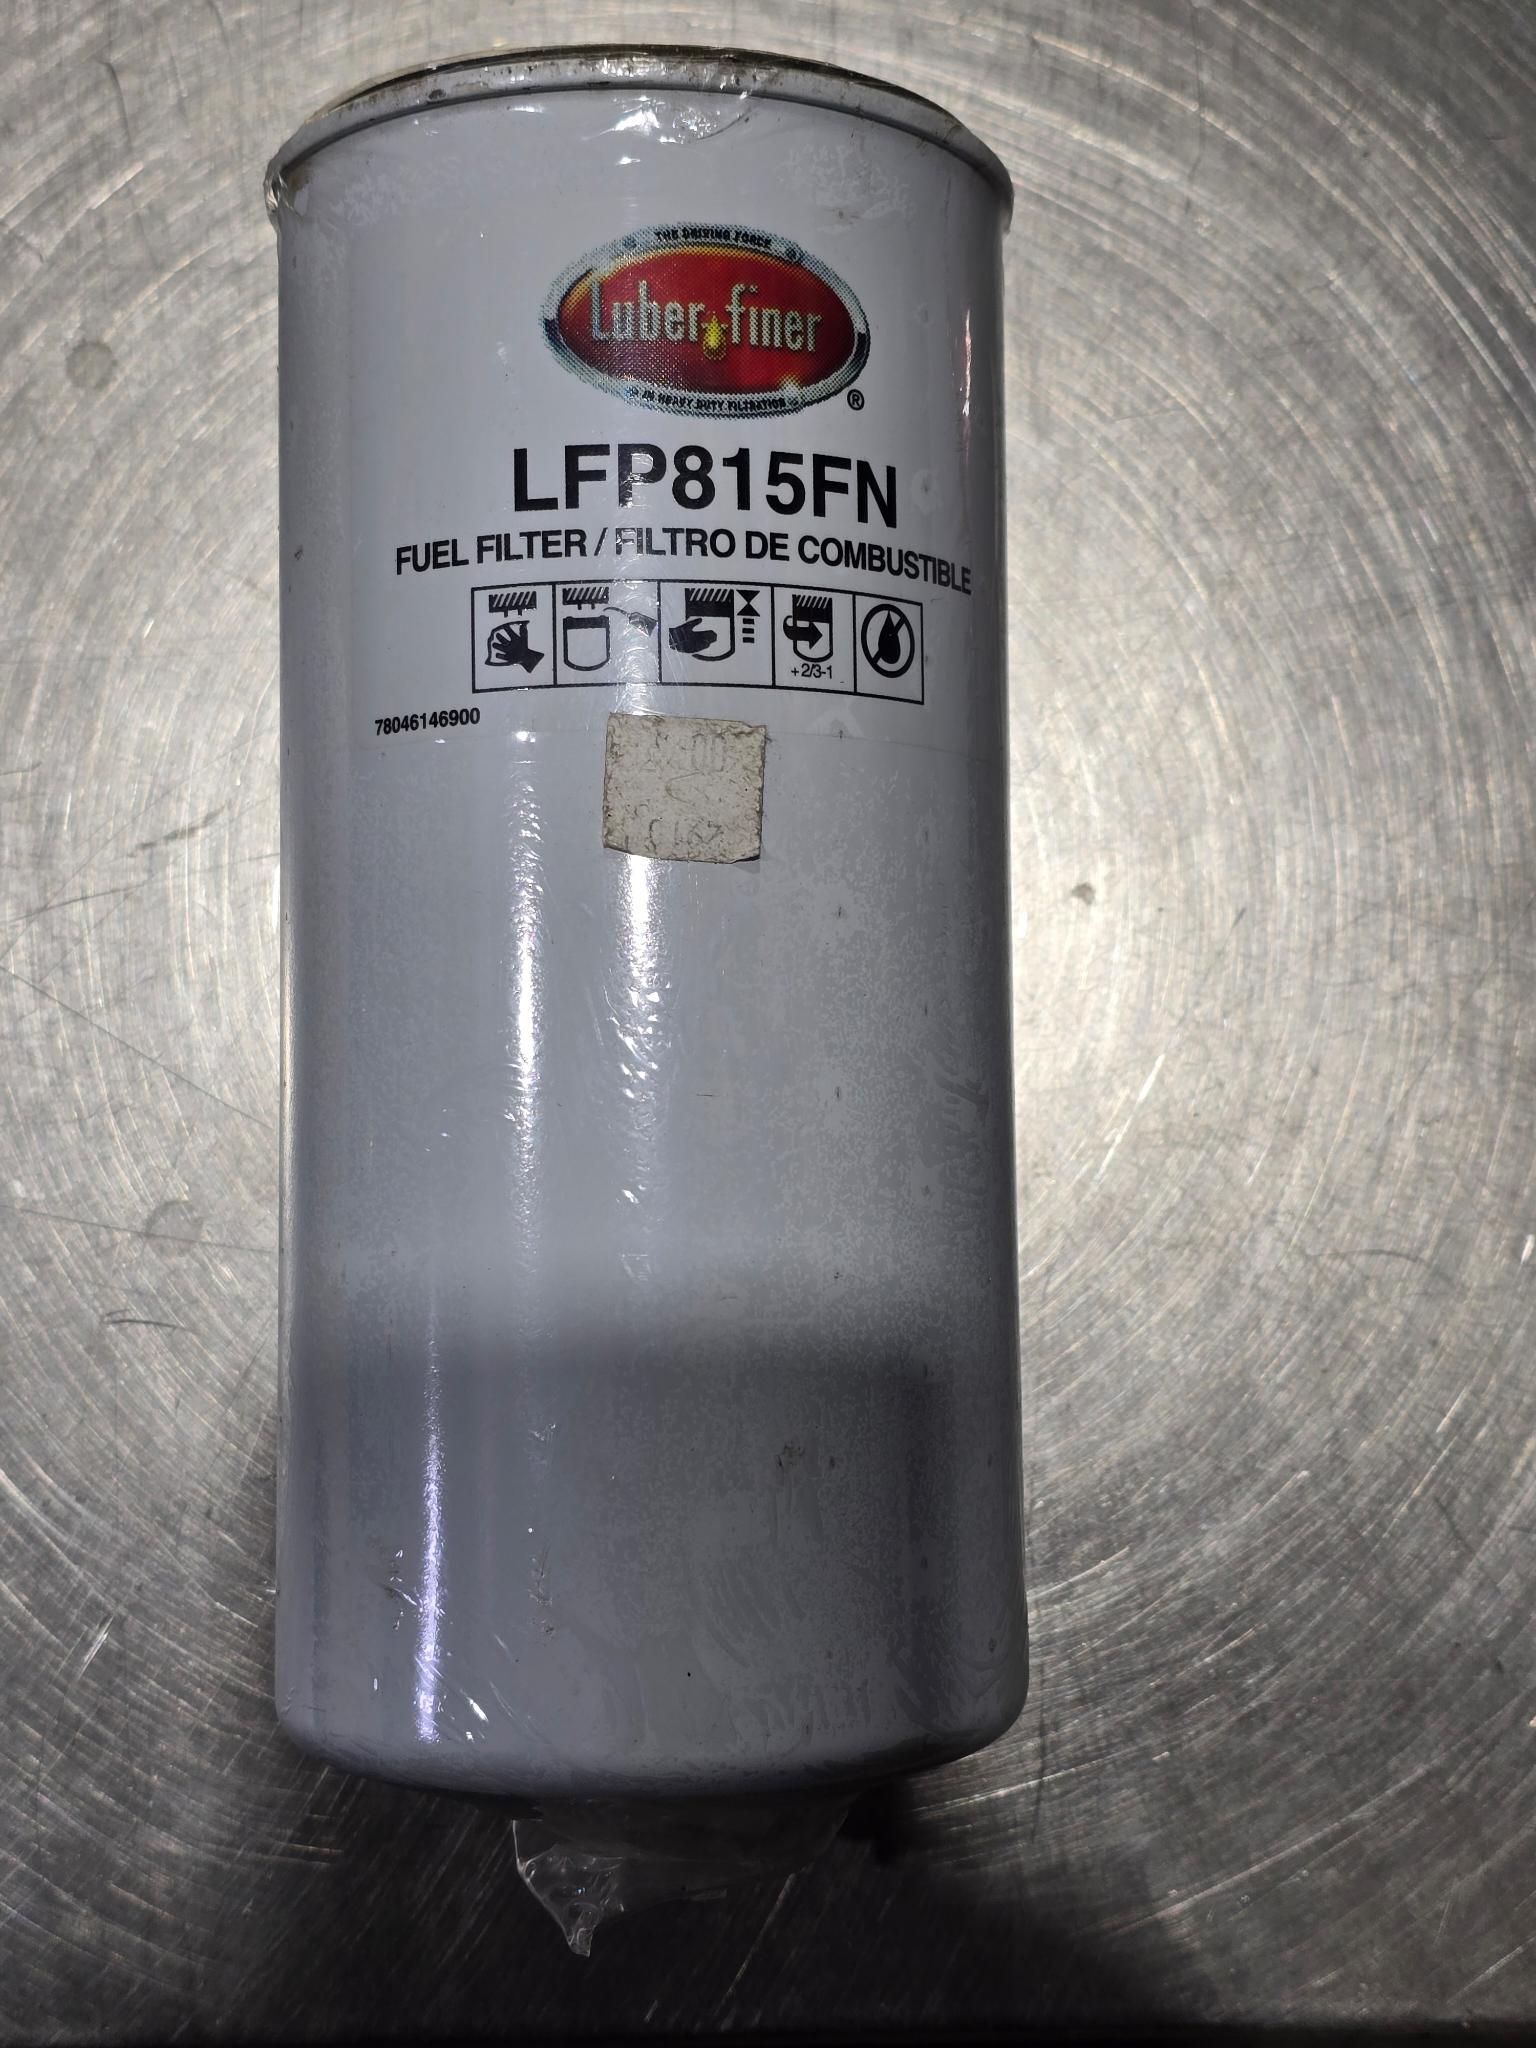 THE DRIVING FORCE
Luber-finer
IN HEAVY DUTY FILTRATION
®
LFP815FN
FUEL FILTER / FILTRO DE COMBUSTIBLE
+2/3-1
78046146900